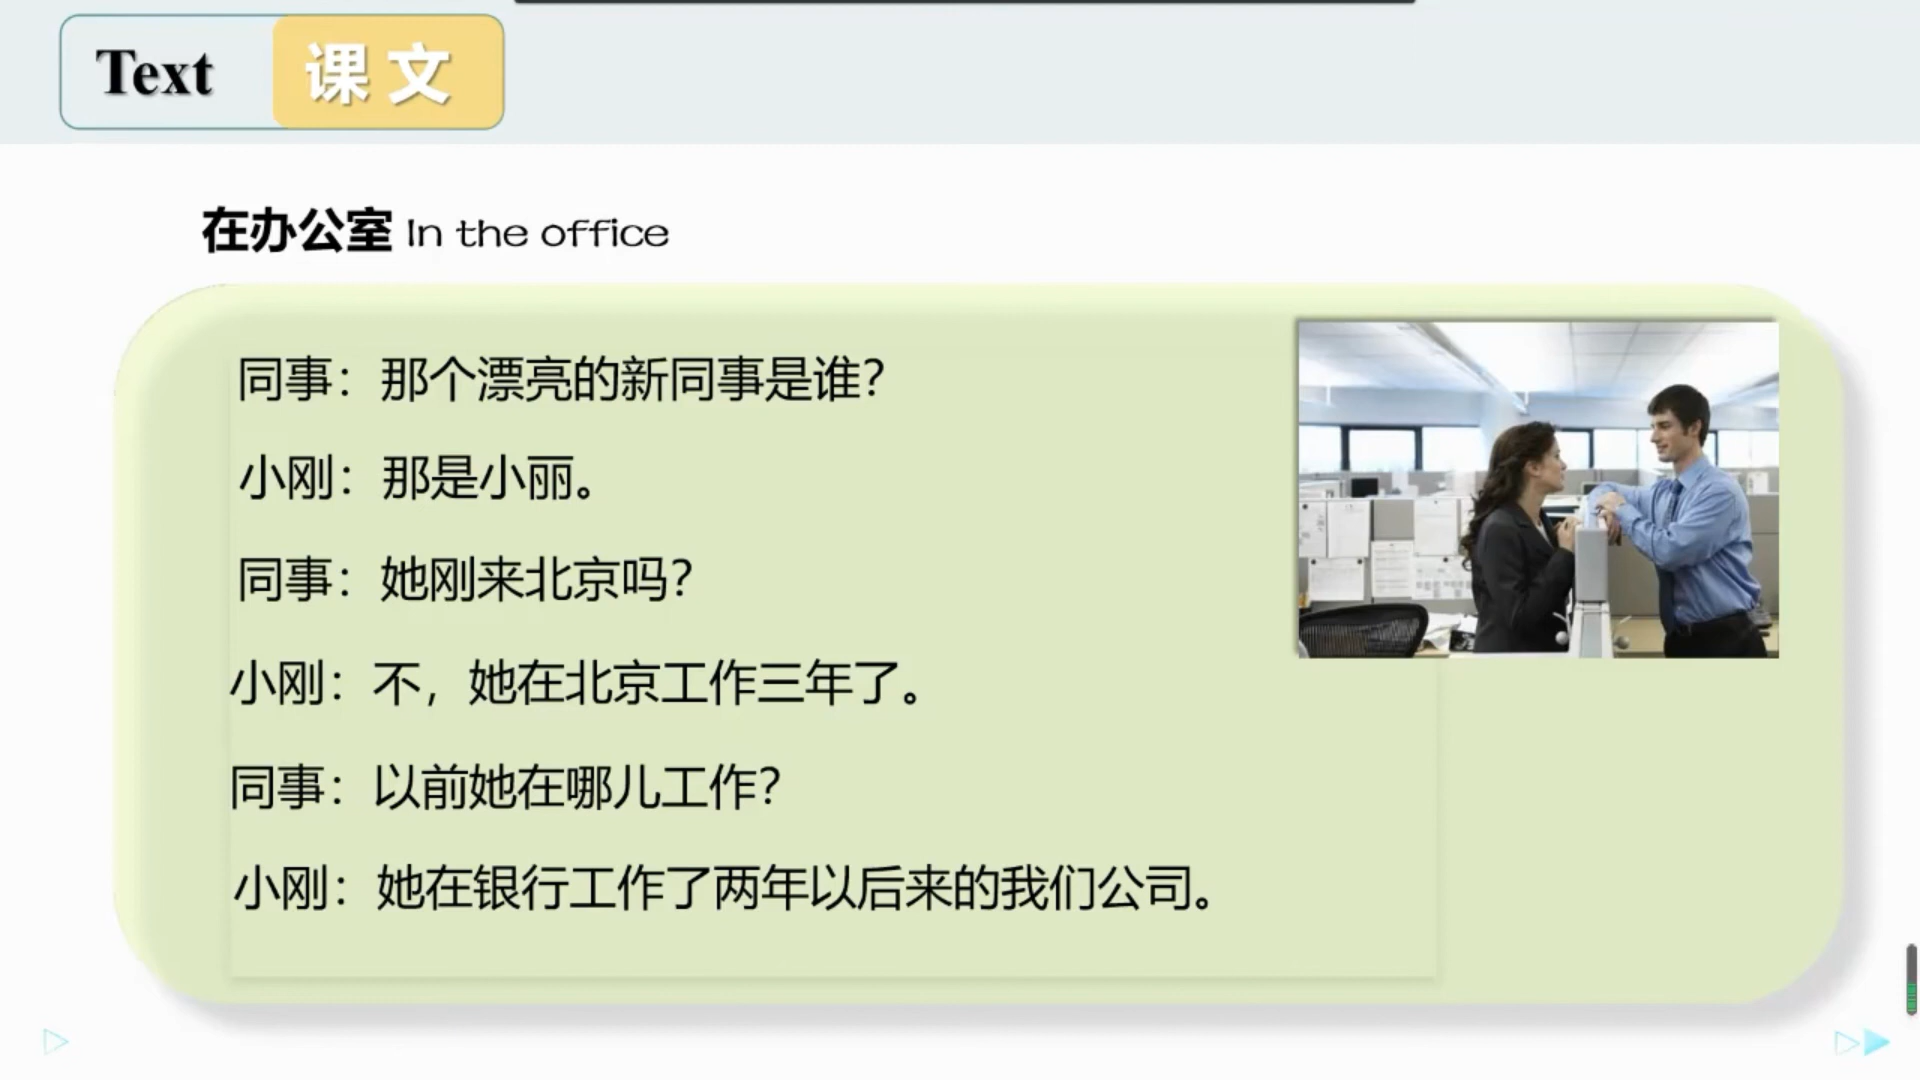 Text 课文
在办公室 In the office
同事：那个漂亮的新同事是谁？
小刚：那是小丽。
同事：她刚来北京吗？
小刚：不，她在北京工作三年了。
同事：以前她在哪儿工作？
小刚：她在银行工作了两年以后来的我们公司。